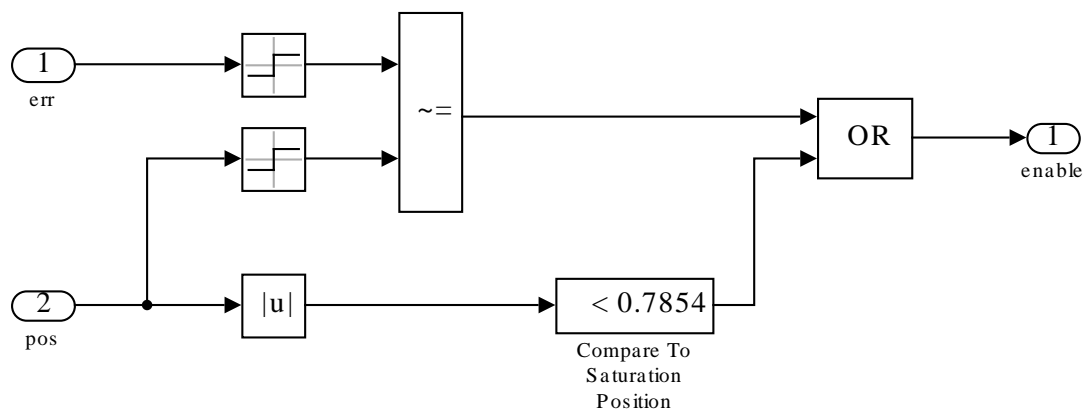 1
err
~=
OR
1
enable
2
pos
|u|
< 0.7854
Compare To
Saturation
Position